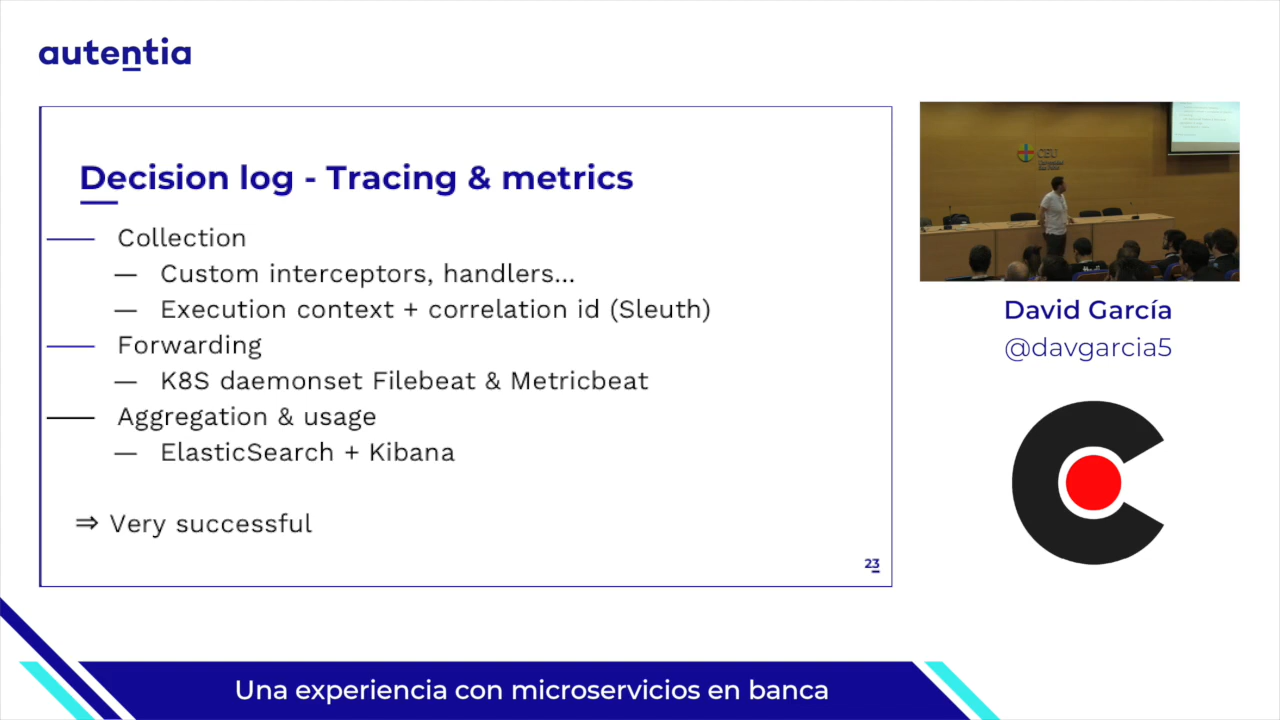 autentia
Decision log - Tracing & metrics
Collection
Custom interceptors, handlers...
Execution context + correlation id (Sleuth)
Forwarding
K8S daemonset Filebeat & Metricbeat
Aggregation & usage
ElasticSearch + Kibana
⇒ Very successful
23
CEU
David García
@davgarcia5
Una experiencia con microservicios en banca